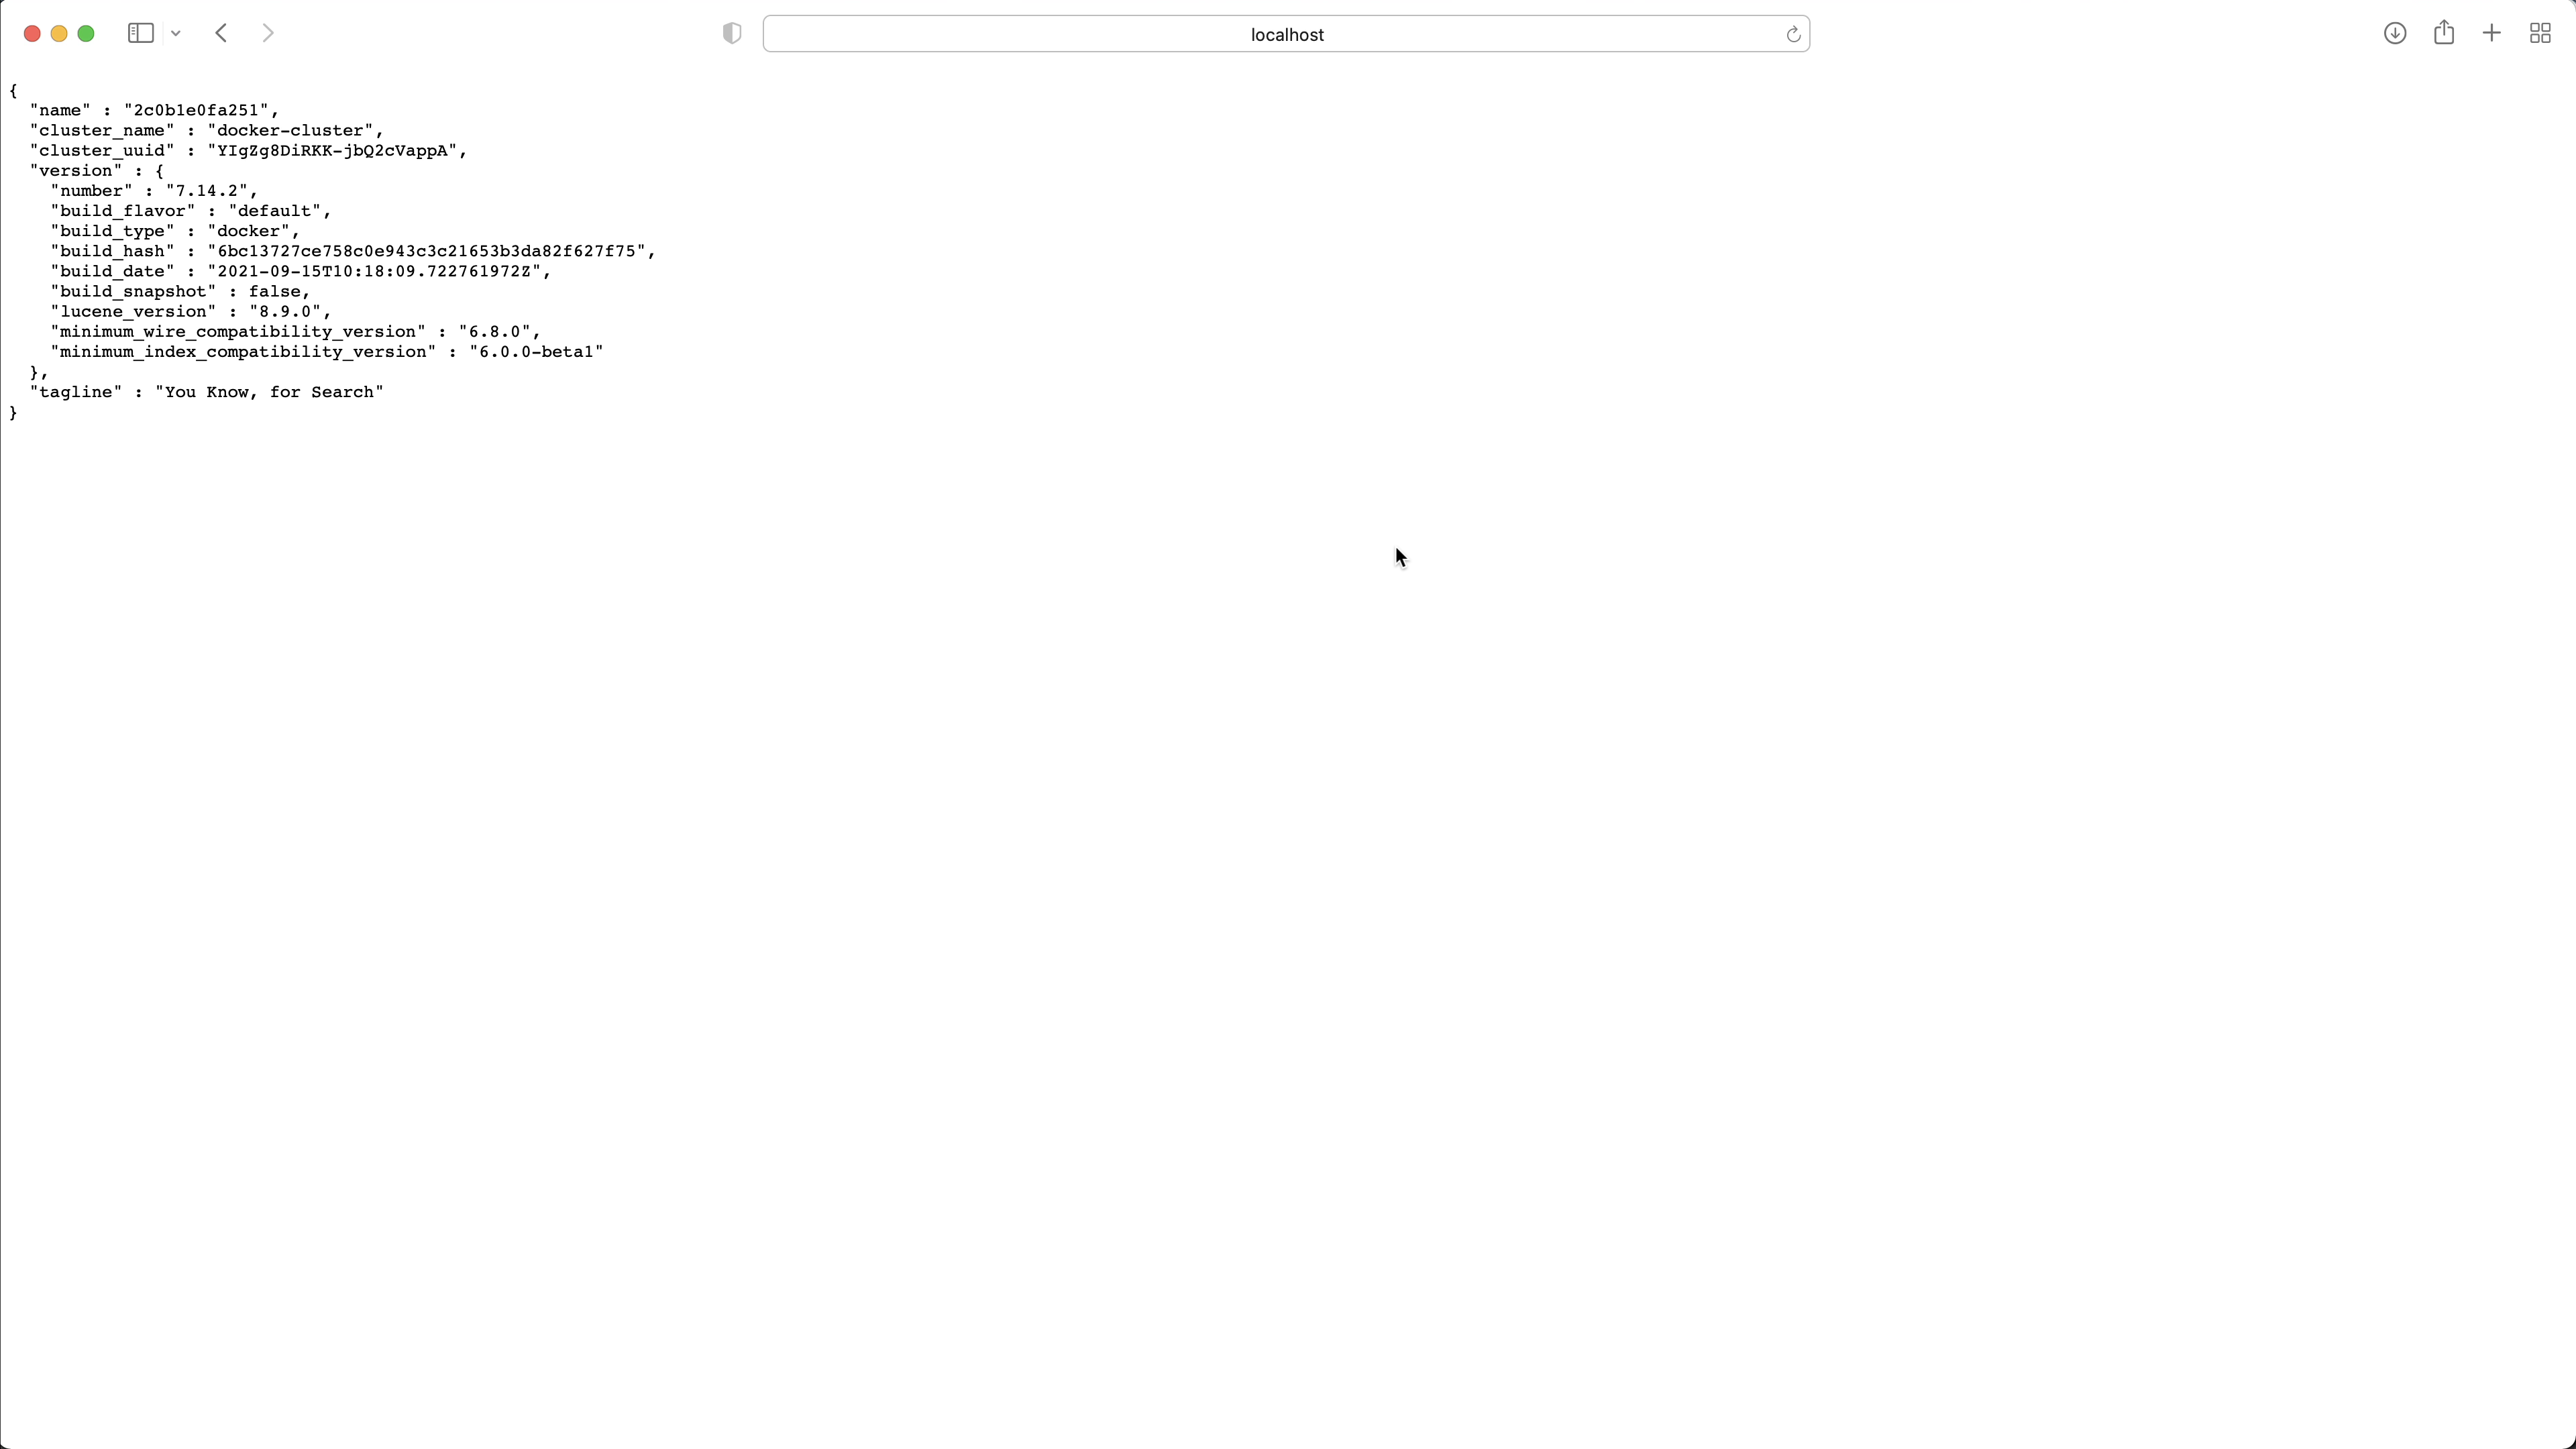 localhost
{
  "name" : "2c0b1e0fa251",
  "cluster_name" : "docker-cluster",
  "cluster_uuid" : "YIgZg8DiRKK-jbQ2cVappA",
  "version" : {
    "number" : "7.14.2",
    "build_flavor" : "default",
    "build_type" : "docker",
    "build_hash" : "6bc13727ce758c0e943c3c21653b3da82f627f75",
    "build_date" : "2021-09-15T10:18:09.722761972Z",
    "build_snapshot" : false,
    "lucene_version" : "8.9.0",
    "minimum_wire_compatibility_version" : "6.8.0",
    "minimum_index_compatibility_version" : "6.0.0-beta1"
  },
  "tagline" : "You Know, for Search"
}